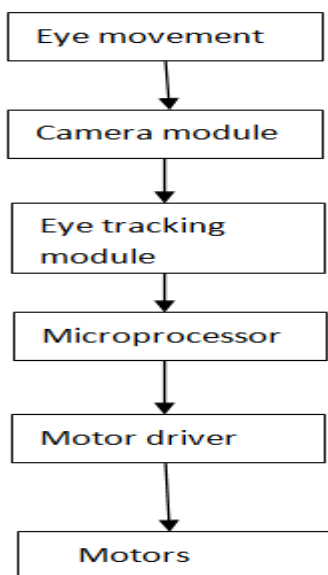 Eye movement
Camera module
Eye tracking
module
Microprocessor
Motor driver
Motors